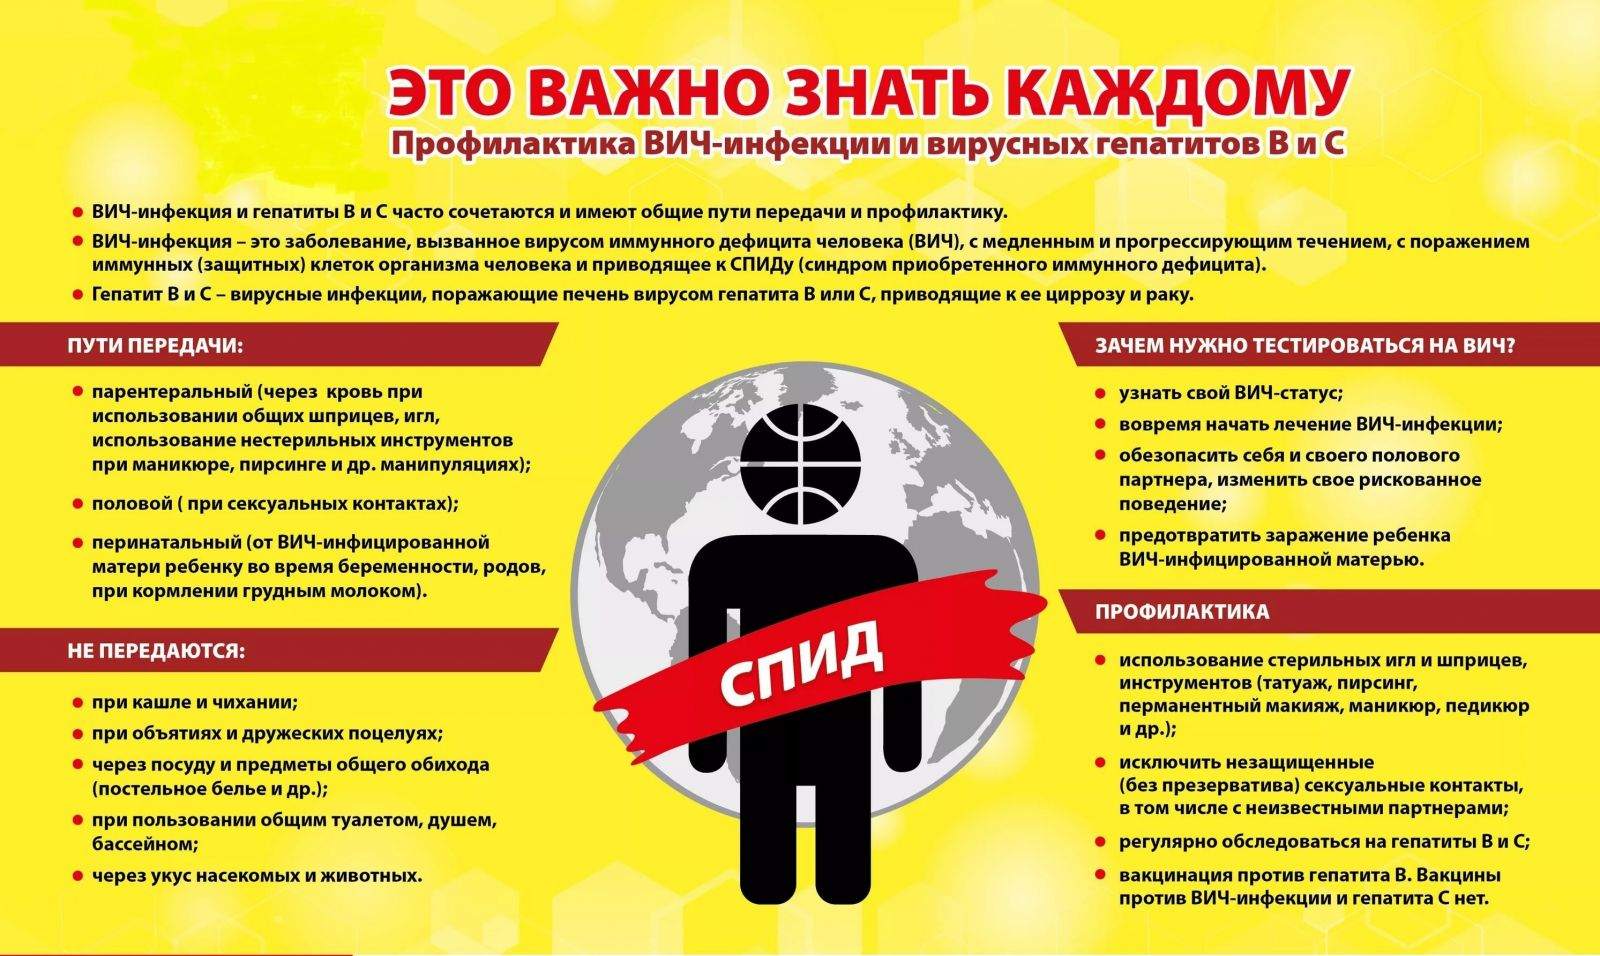 ЭТО ВАЖНО ЗНАТЬ КАЖДОМУ
Профилактика ВИЧ-инфекции и вирусных гепатитов В и С
• ВИЧ-инфекция и гепатиты В и С часто сочетаются и имеют общие пути передачи и профилактику.
• ВИЧ-инфекция – это заболевание, вызванное вирусом иммунного дефицита человека (ВИЧ), с медленным и прогрессирующим течением, с поражением
иммунных (защитных) клеток организма человека и приводящее к СПИДу (синдром приобретенного иммунного дефицита).
• Гепатит В и С – вирусные инфекции, поражающие печень вирусом гепатита В или С, приводящие к ее циррозу и раку.
ПУТИ ПЕРЕДАЧИ:
• парентеральный (через кровь при
использовании общих шприцев, игл,
использование нестерильных инструментов
при маникюре, пирсинге и др. манипуляциях);
• половой ( при сексуальных контактах);
• перинатальный (от ВИЧ-инфицированной
матери ребенку во время беременности, родов,
при кормлении грудным молоком).
НЕ ПЕРЕДАЮТСЯ:
• при кашле и чихании;
• при объятиях и дружеских поцелуях;
• через посуду и предметы общего обихода
(постельное белье и др.);
• при пользовании общим туалетом, душем,
бассейном;
• через укус насекомых и животных.
СПИД
ЗАЧЕМ НУЖНО ТЕСТИРОВАТЬСЯ НА ВИЧ?
• узнать свой ВИЧ-статус;
• вовремя начать лечение ВИЧ-инфекции;
• обезопасить себя и своего полового
партнера, изменить свое рискованное
поведение;
• предотвратить заражение ребенка
ВИЧ-инфицированной матерью.
ПРОФИЛАКТИКА
• использование стерильных игл и шприцев,
инструментов (татуаж, пирсинг,
перманентный макияж, маникюр, педикюр
и др.);
• исключить незащищенные
(без презерватива) сексуальные контакты,
в том числе с неизвестными партнерами;
• регулярно обследоваться на гепатиты В и С;
• вакцинация против гепатита В. Вакцины
против ВИЧ-инфекции и гепатита С нет.